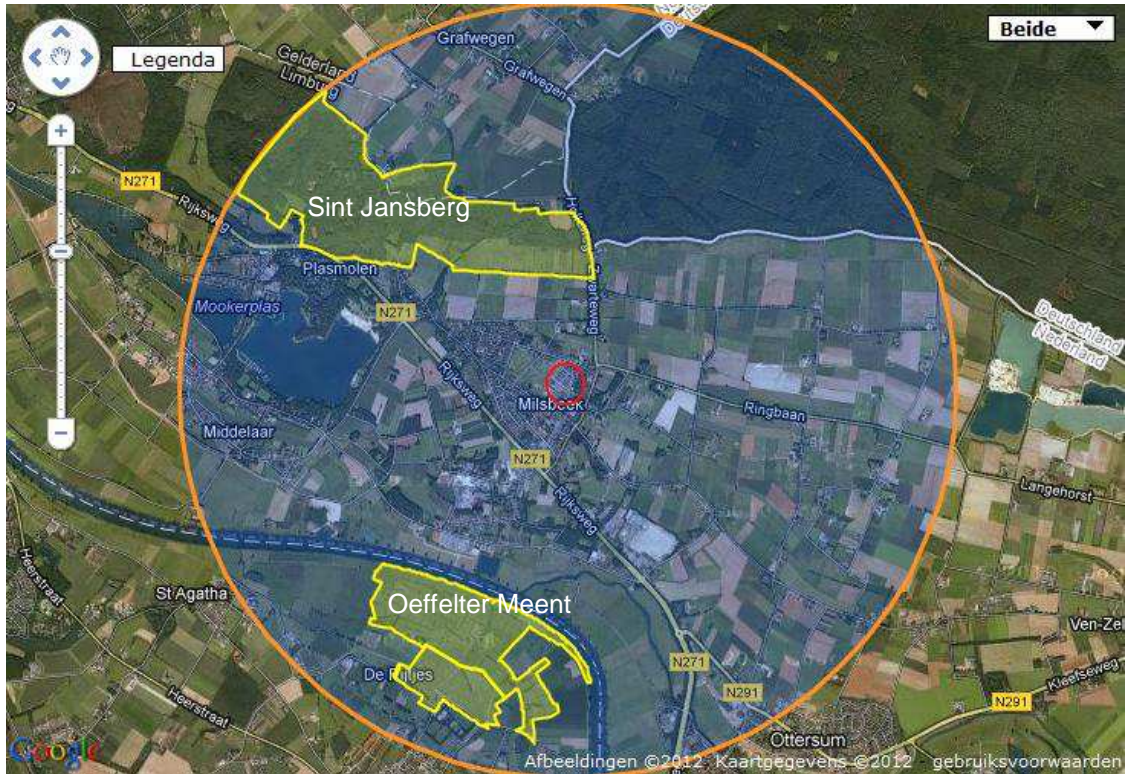 Grafwegen
Beide
Legenda
Gelderland
Limburg
Grafwegen
N271
Rijksweg
Sint Jansberg
Plasmolen
Zwarteweg
Mookerplas
N271
Deutschland
Nederland
Rijksweg
Milsbeek
Ringbaan
Middelaar
N271
Langehorst
Rijksweg
Heerstraat
St Agatha
Oeffelter Meent
Ven-Zel
De Riltjes
N271
Kleefseweg
N291
N291
Heerstraat
Ottersum
Google
Afbeeldingen ©2012 Kaartgegevens ©2012 gebruiksvoorwaarden